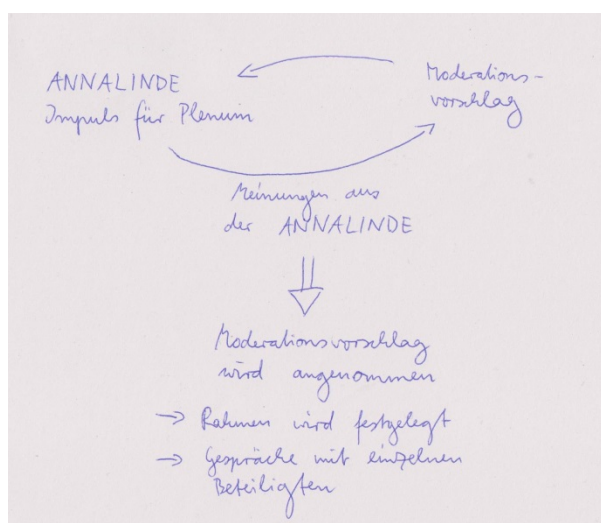 ANNALINDE
Impuls für Plenum
Moderations-
vorschlag
Meinungen aus
der ANNALINDE
Moderationsvorschlag
wird angenommen
→ Rahmen wird festgelegt
→ Gespräche mit einzelnen
Beteiligten